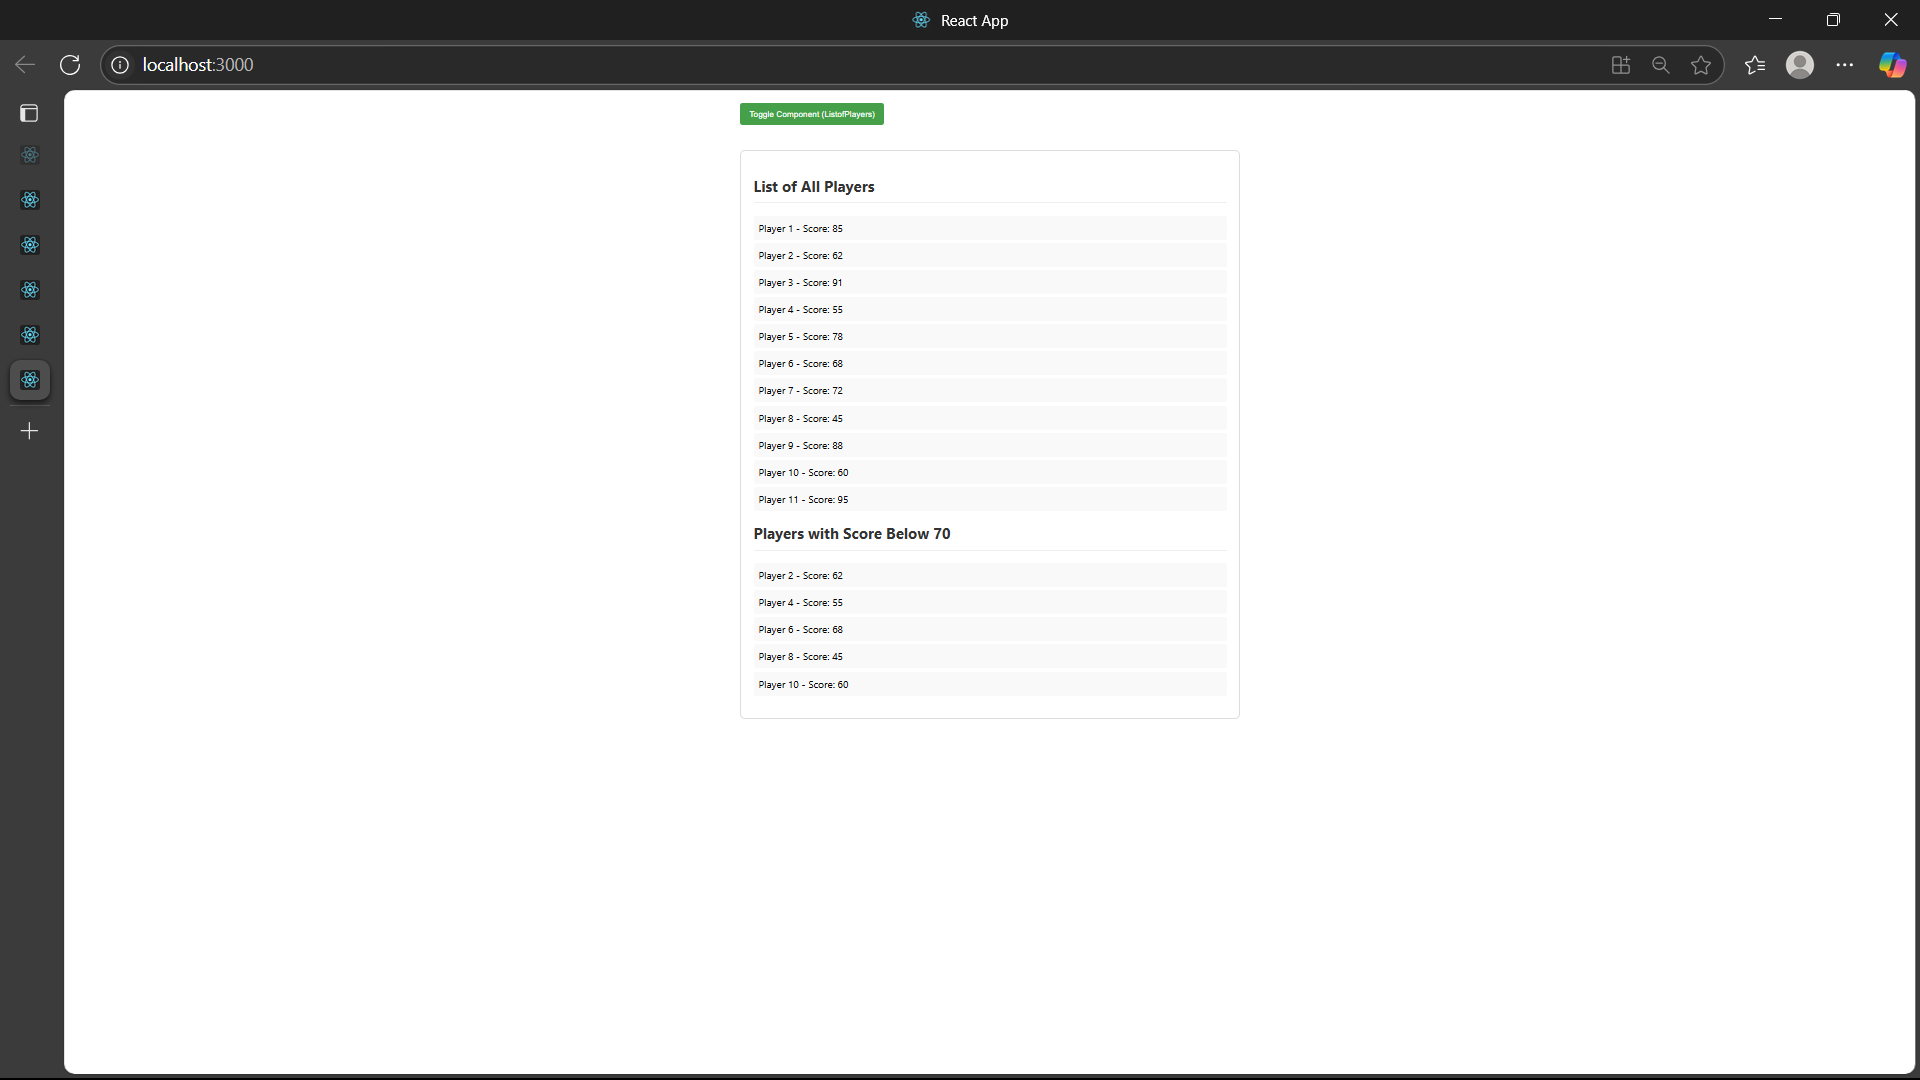 React App
localhost:3000
Toggle Component (ListofPlayers)
List of All Players
Player 1 - Score: 85
Player 2 - Score: 62
Player 3 - Score: 91
Player 4 - Score: 55
Player 5 - Score: 78
Player 6 - Score: 68
Player 7 - Score: 72
Player 8 - Score: 45
Player 9 - Score: 88
Player 10 - Score: 60
Player 11 - Score: 95
Players with Score Below 70
Player 2 - Score: 62
Player 4 - Score: 55
Player 6 - Score: 68
Player 8 - Score: 45
Player 10 - Score: 60